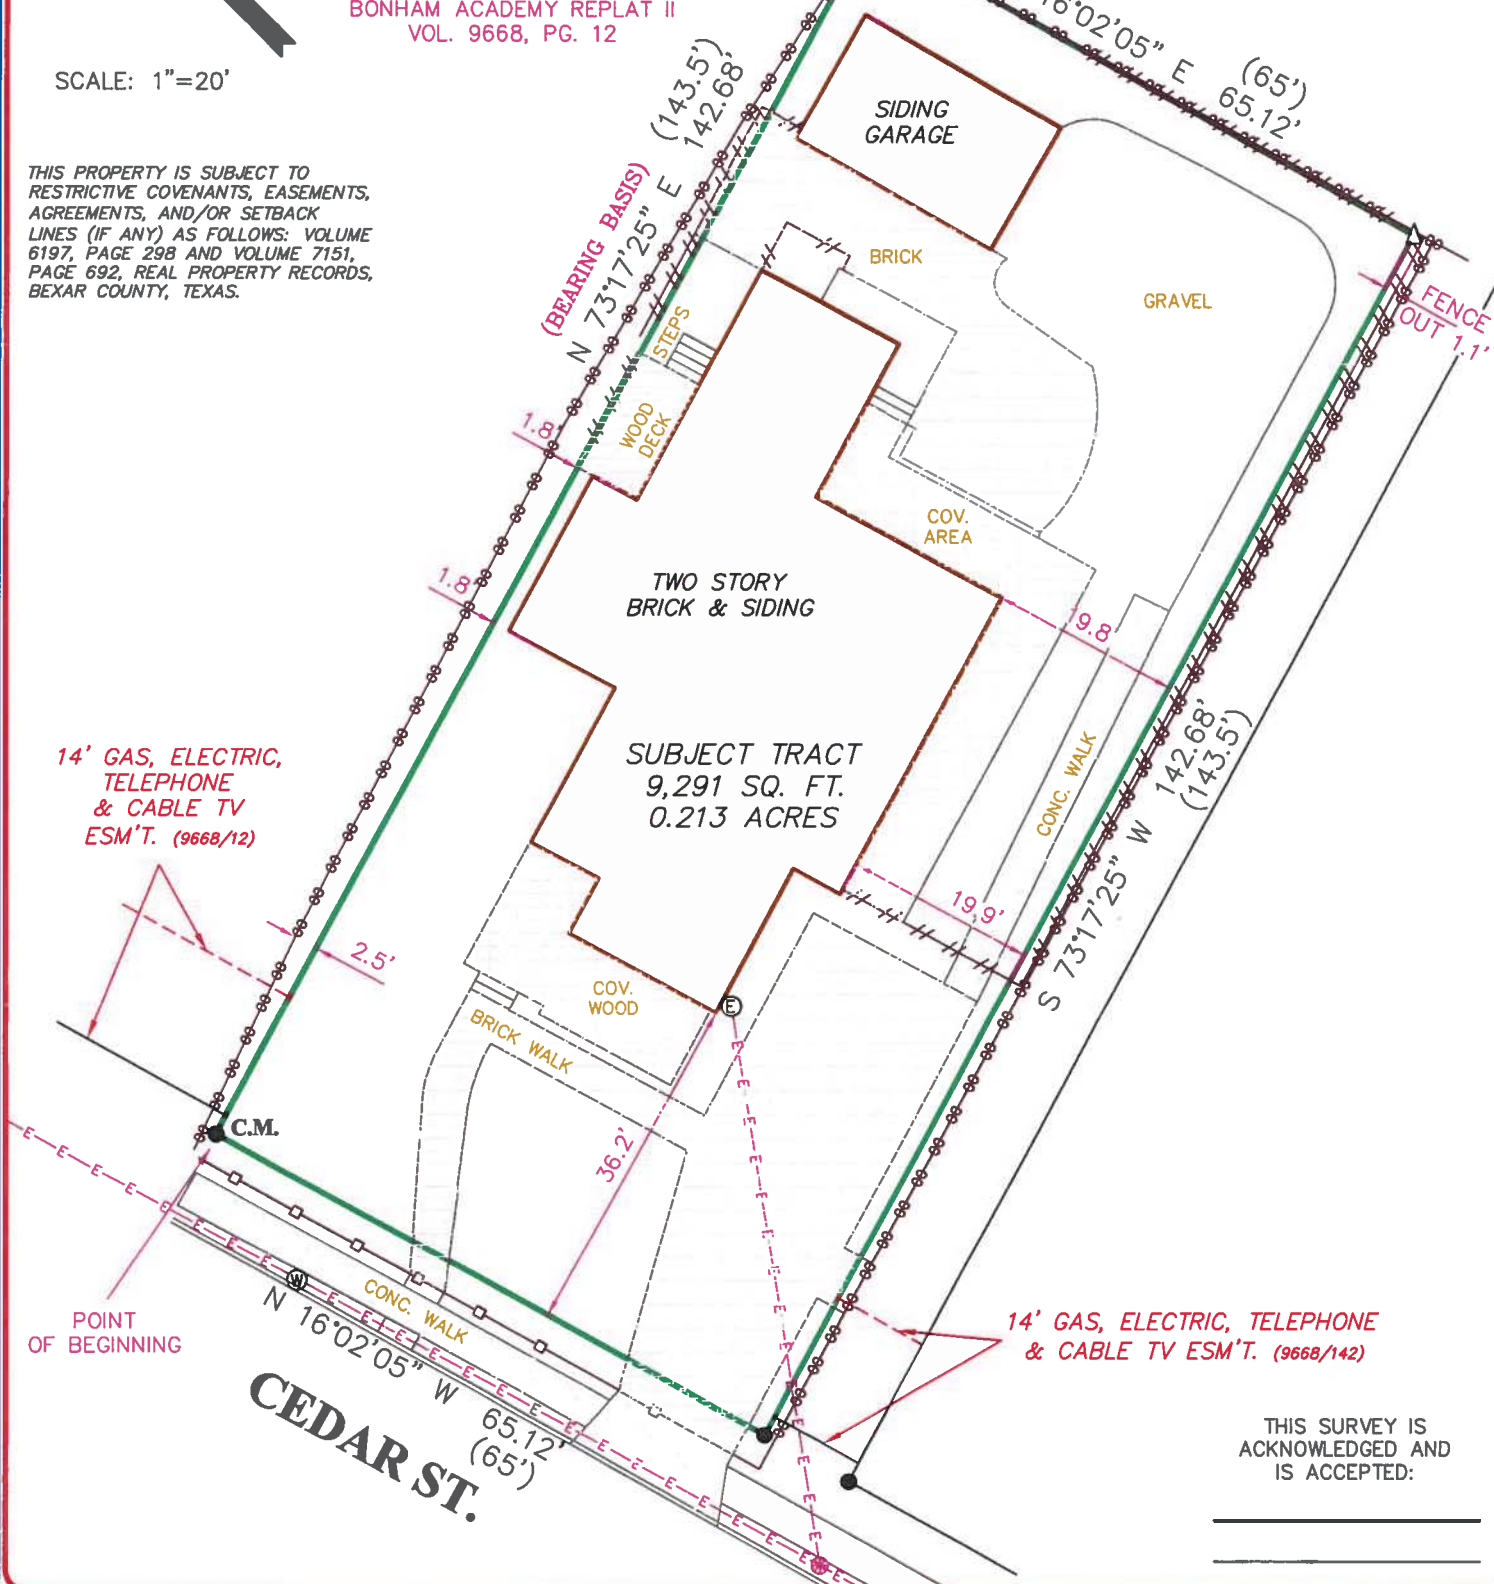 BONHAM ACADEMY REPLAT II
VOL. 9668, PG. 12
SCALE: 1"=20'
THIS PROPERTY IS SUBJECT TO
RESTRICTIVE COVENANTS, EASEMENTS,
AGREEMENTS, AND/OR SETBACK
LINES (IF ANY) AS FOLLOWS: VOLUME
6197, PAGE 298 AND VOLUME 7151,
PAGE 692, REAL PROPERTY RECORDS,
BEXAR COUNTY, TEXAS.
(143.5')
142.68'
N 73°17'25" E
(BEARING BASIS)
16°02'05" E
(65')
65.12'
SIDING
GARAGE
BRICK
GRAVEL
FENCE
OUT 1.1'
STEPS
WOOD
DECK
1.8'
COV.
AREA
1.8'
TWO STORY
BRICK & SIDING
19.8
SUBJECT TRACT
9,291 SQ. FT.
0.213 ACRES
CONC. WALK
S 73°17'25" W
142.68'
(143.5')
14' GAS, ELECTRIC,
TELEPHONE
& CABLE TV
ESM'T. (9668/12)
19.9'
2.5'
COV.
WOOD
E
BRICK WALK
C.M.
36.2'
POINT
OF BEGINNING
W
CONC. WALK
N 16°02'05" W
65.12'
(65')
CEDAR ST.
14' GAS, ELECTRIC, TELEPHONE
& CABLE TV ESM'T. (9668/142)
THIS SURVEY IS
ACKNOWLEDGED AND
IS ACCEPTED: